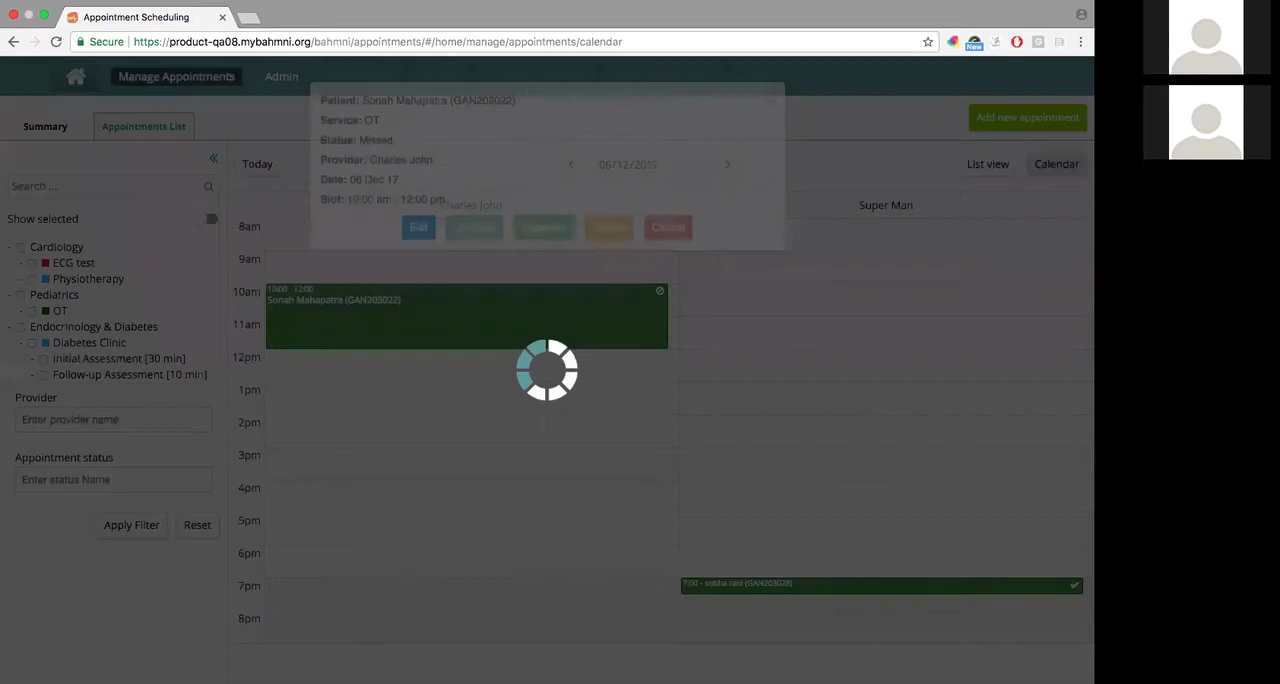 Appointment Scheduling
Secure
https://product-qa08.mybahmni.org/bahmni/appointments/#/home/manage/appointments/calendar
New
Manage Appointments
Admin
Patient: Sonah Mahapatra (GAN203022)
Service: OT
Status: Missed
Provider: Charles John
Date: 06 Dec 17
Slot: 10:00 am - 12:00 pm
Edit
Cancel
Summary
Appointments List
Add new appointment
Today
06/12/2017
List view
Calendar
Search ...
Show selected
Cardiology
ECG test
Physiotherapy
Pediatrics
OT
Endocrinology & Diabetes
Diabetes Clinic
Initial Assessment [30 min]
Follow-up Assessment [10 min]
Provider
Enter provider name
Appointment status
Enter status Name
Apply Filter
Reset
Charles John
Super Man
8am
9am
10am
10:00 12:00
Sonah Mahapatra (GAN203022)
11am
12pm
1pm
2pm
3pm
4pm
5pm
6pm
7pm
7:00 - sobha rani (GAN203028)
8pm